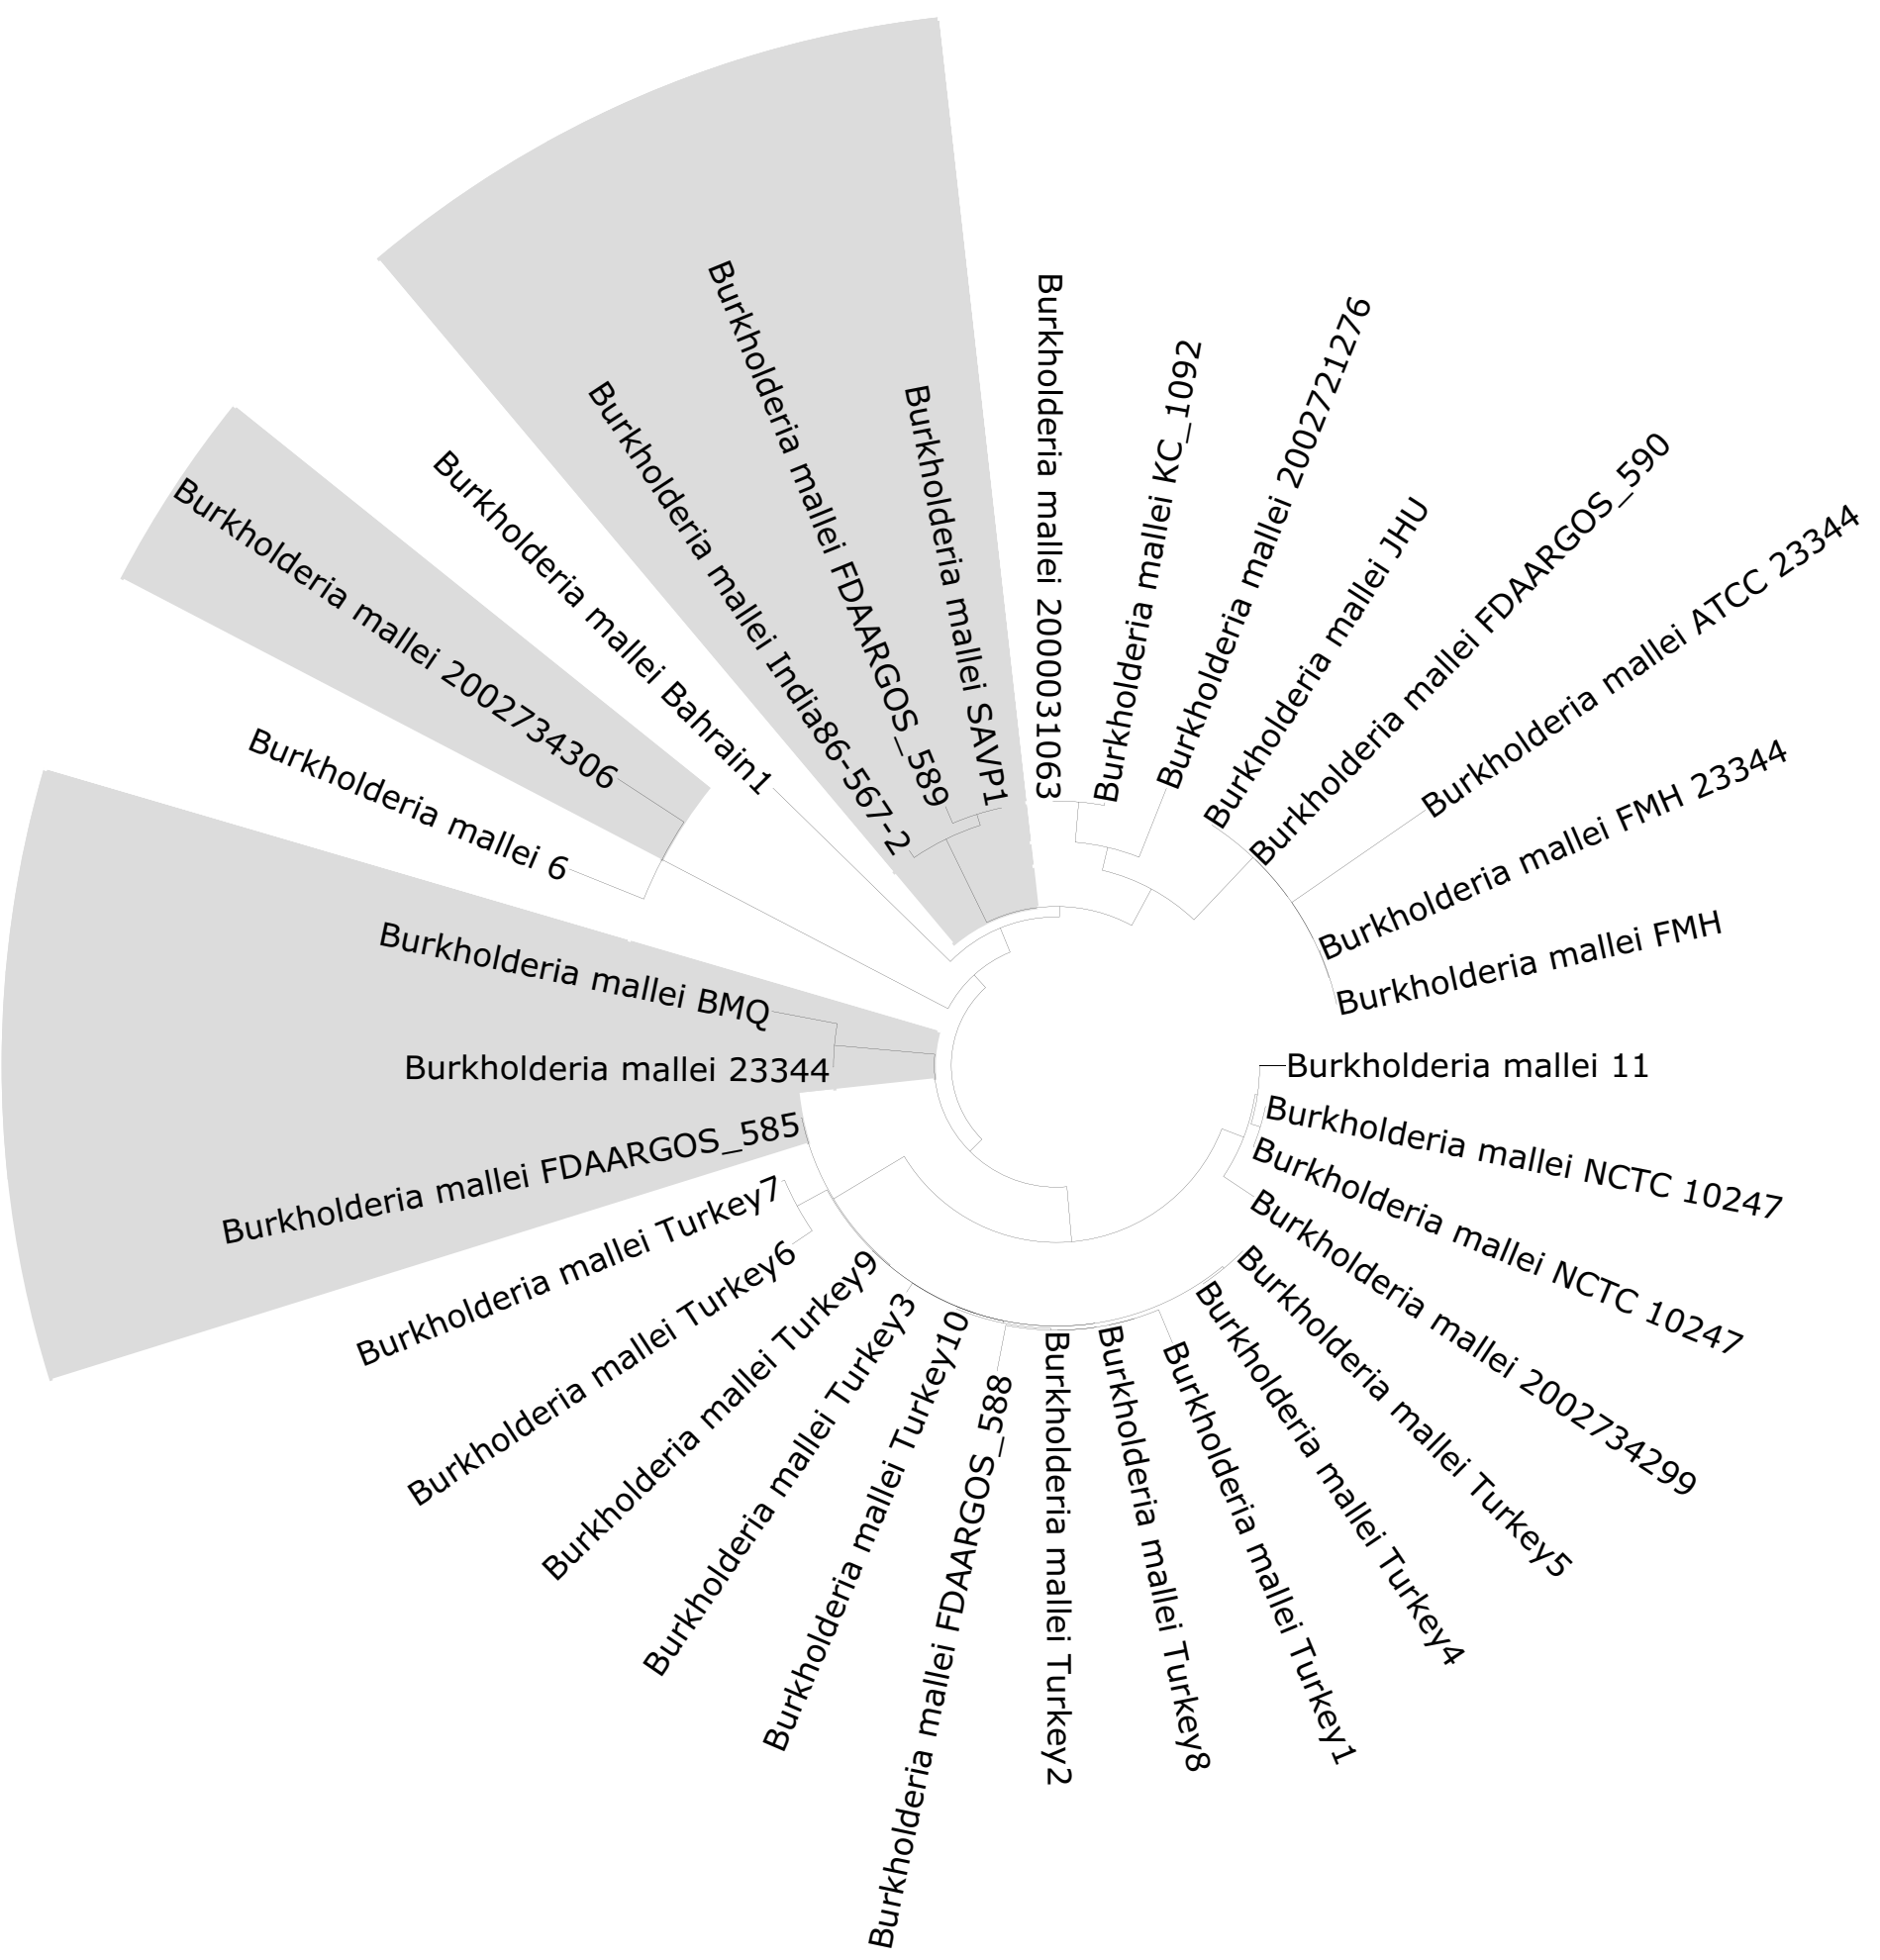 Burkholderia mallei 2000031063
Burkholderia mallei KC_1092
Burkholderia mallei 2002721276
Burkholderia mallei JHU
Burkholderia mallei FDAARGOS_590
Burkholderia mallei ATCC 23344
Burkholderia mallei FMH 23344
Burkholderia mallei FMH
Burkholderia mallei 11
Burkholderia mallei NCTC 10247
Burkholderia mallei NCTC 10247
Burkholderia mallei 2002734299
Burkholderia mallei Turkey5
Burkholderia mallei Turkey4
Burkholderia mallei Turkey1
Burkholderia mallei Turkey8
Burkholderia mallei Turkey2
Burkholderia mallei FDAARGOS_588
Burkholderia mallei Turkey10
Burkholderia mallei Turkey3
Burkholderia mallei Turkey9
Burkholderia mallei Turkey6
Burkholderia mallei Turkey7
Burkholderia mallei FDAARGOS_585
Burkholderia mallei 23344
Burkholderia mallei BMQ
Burkholderia mallei 6
Burkholderia mallei 2002734306
Burkholderia mallei Bahrain1
Burkholderia mallei India86-567-2
Burkholderia mallei FDAARGOS_589
Burkholderia mallei SAVP1